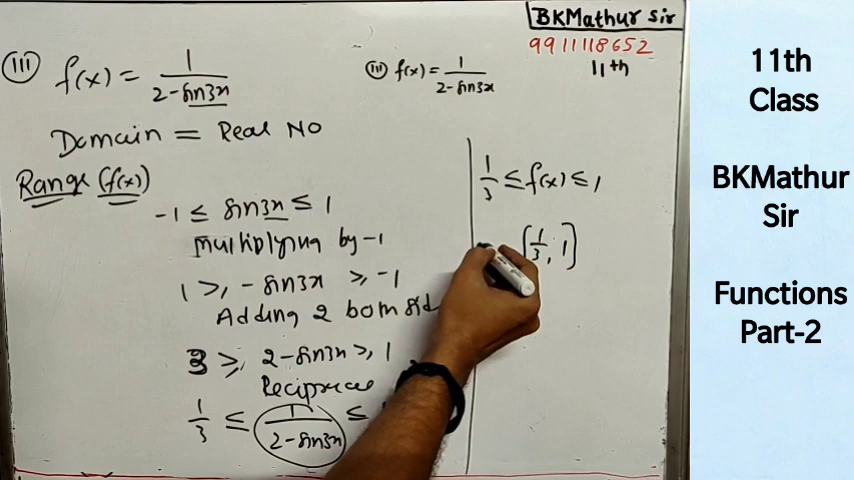 BKMathur Sir
9911118652
11th
(III) f(x) = 1/(2-sin3x)
(III) f(x) = 1/(2-sin3x)
Domain = Real No
Range (f(x))
-1 ≤ sin3x ≤ 1
Multiplying by -1
1 ≥ -sin3x ≥ -1
Adding 2 both
3 ≥ 2-sin3x ≥ 1
Reciprocal
1/3 ≤ 1/(2-sin3x) ≤
1/3 ≤ f(x) ≤ 1
[1/3, 1]
11th
Class
BKMathur
Sir
Functions
Part-2